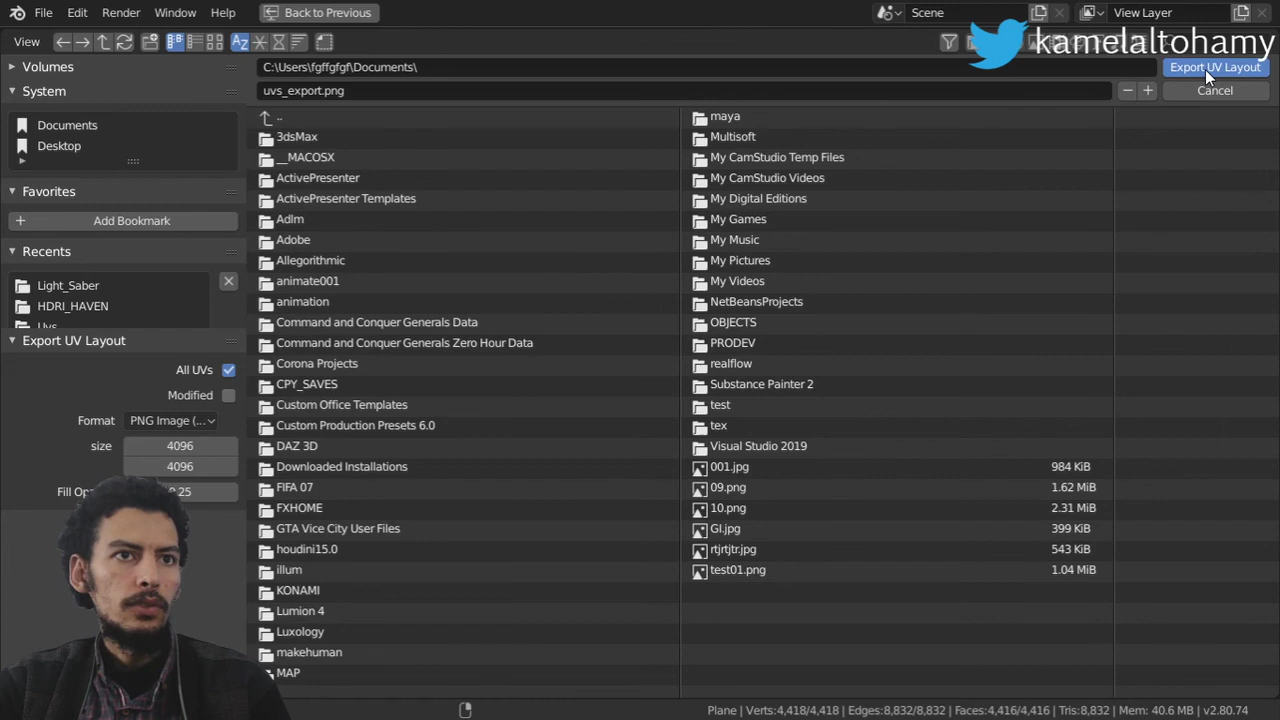 File Edit Render Window Help Back to Previous Scene View Layer
View
kamelaltohamy
Volumes
C:\Users\fgffgfgf\Documents\
Export UV Layout
uvs_export.png
Cancel
System
Documents
Desktop
Favorites
Add Bookmark
Recents
Light_Saber
HDRI_HAVEN
Uvs
Export UV Layout
All UVs
Modified
Format PNG Image (...
size 4096
4096
25
..
3dsMax
__MACOSX
ActivePresenter
ActivePresenter Templates
Adlm
Adobe
Allegorithmic
animate001
animation
Command and Conquer Generals Data
Command and Conquer Generals Zero Hour Data
Corona Projects
CPY_SAVES
Custom Office Templates
Custom Production Presets 6.0
DAZ 3D
Downloaded Installations
FIFA 07
FXHOME
GTA Vice City User Files
houdini15.0
illum
KONAMI
Lumion 4
Luxology
makehuman
MAP
maya
Multisoft
My CamStudio Temp Files
My CamStudio Videos
My Digital Editions
My Games
My Music
My Pictures
My Videos
NetBeansProjects
OBJECTS
PRODEV
realflow
Substance Painter 2
test
tex
Visual Studio 2019
001.jpg 984 KiB
09.png 1.62 MiB
10.png 2.31 MiB
GI.jpg 399 KiB
rtjrtjtr.jpg 543 KiB
test01.png 1.04 MiB
Plane | Verts:4,418/4,418 | Edges:8,832/8,832 | Faces:4,416/4,416 | Tris:8,832 | Mem: 40.6 MB | v2.80.74